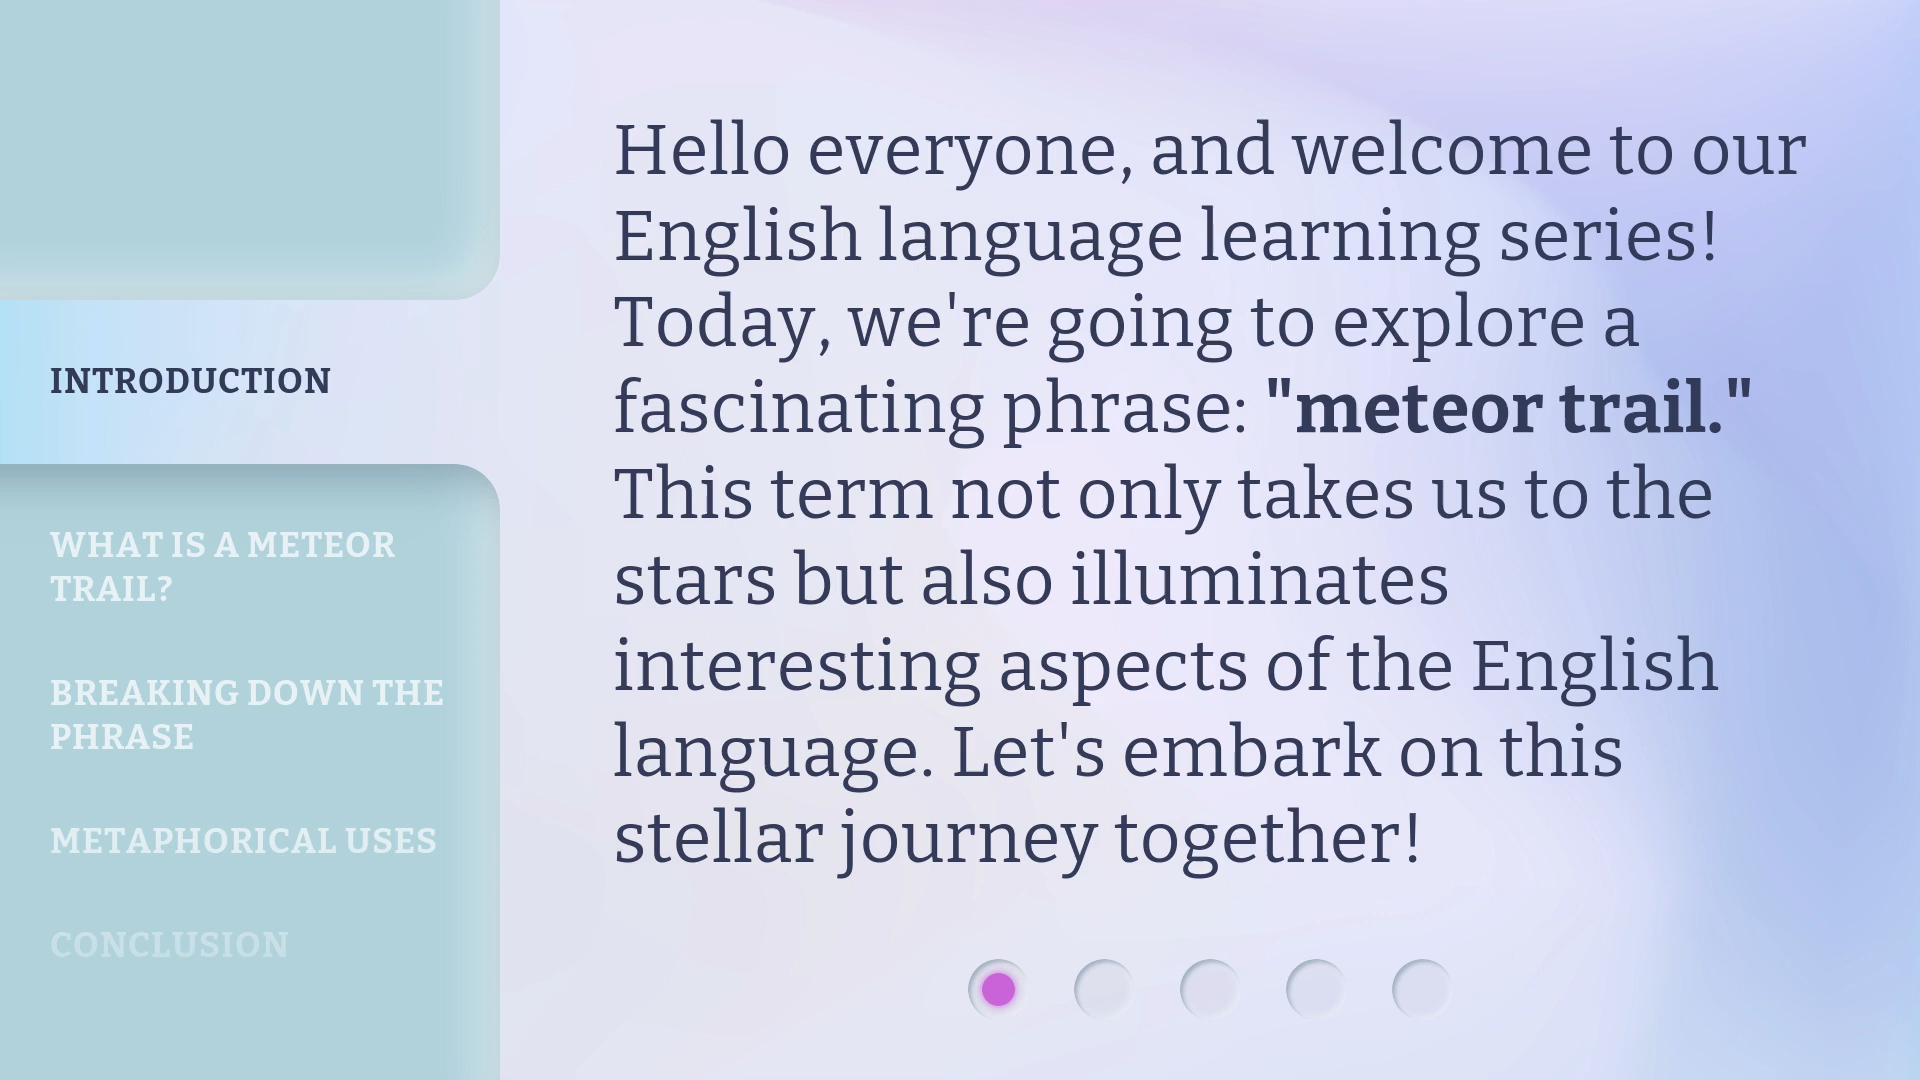 INTRODUCTION
WHAT IS A METEOR
TRAIL?
BREAKING DOWN THE
PHRASE
METAPHORICAL USES
CONCLUSION
Hello everyone, and welcome to our
English language learning series!
Today, we're going to explore a
fascinating phrase: "meteor trail."
This term not only takes us to the
stars but also illuminates
interesting aspects of the English
language. Let's embark on this
stellar journey together!